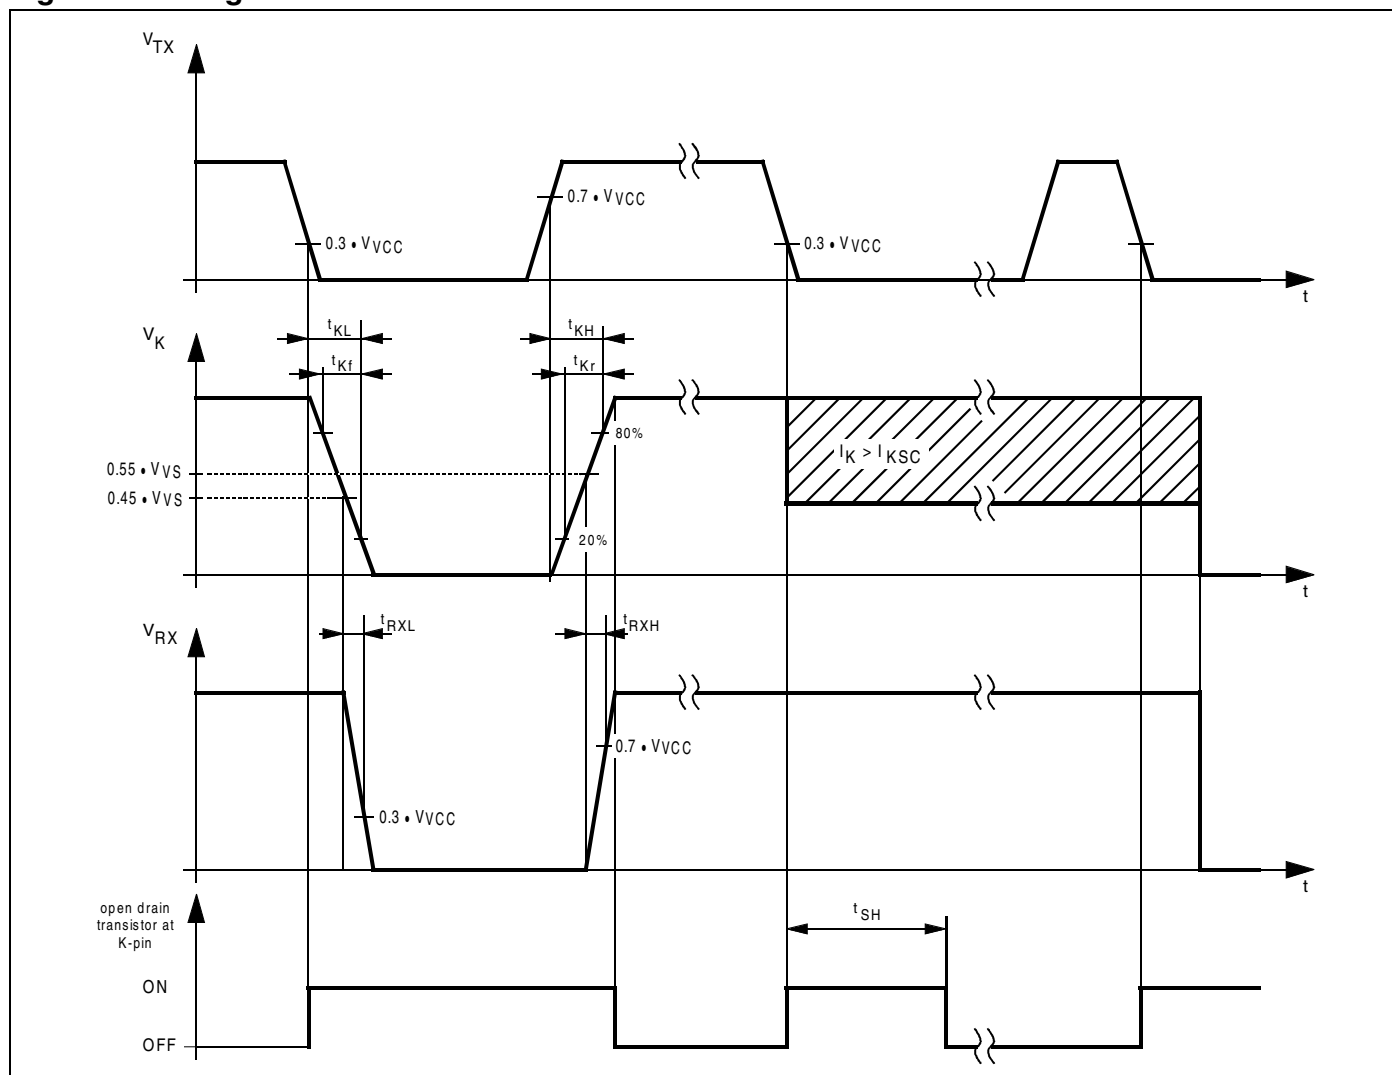 V_TX
0.7 • V_VCC
0.3 • V_VCC
0.3 • V_VCC
t
V_K
t_KL
t_KH
t_Kf
t_Kr
80%
I_K > I_KSC
0.55 • V_VS
0.45 • V_VS
20%
t
V_RX
t_RXL
t_RXH
0.7 • V_VCC
0.3 • V_VCC
t
open drain
transistor at
K-pin
t_SH
ON
OFF